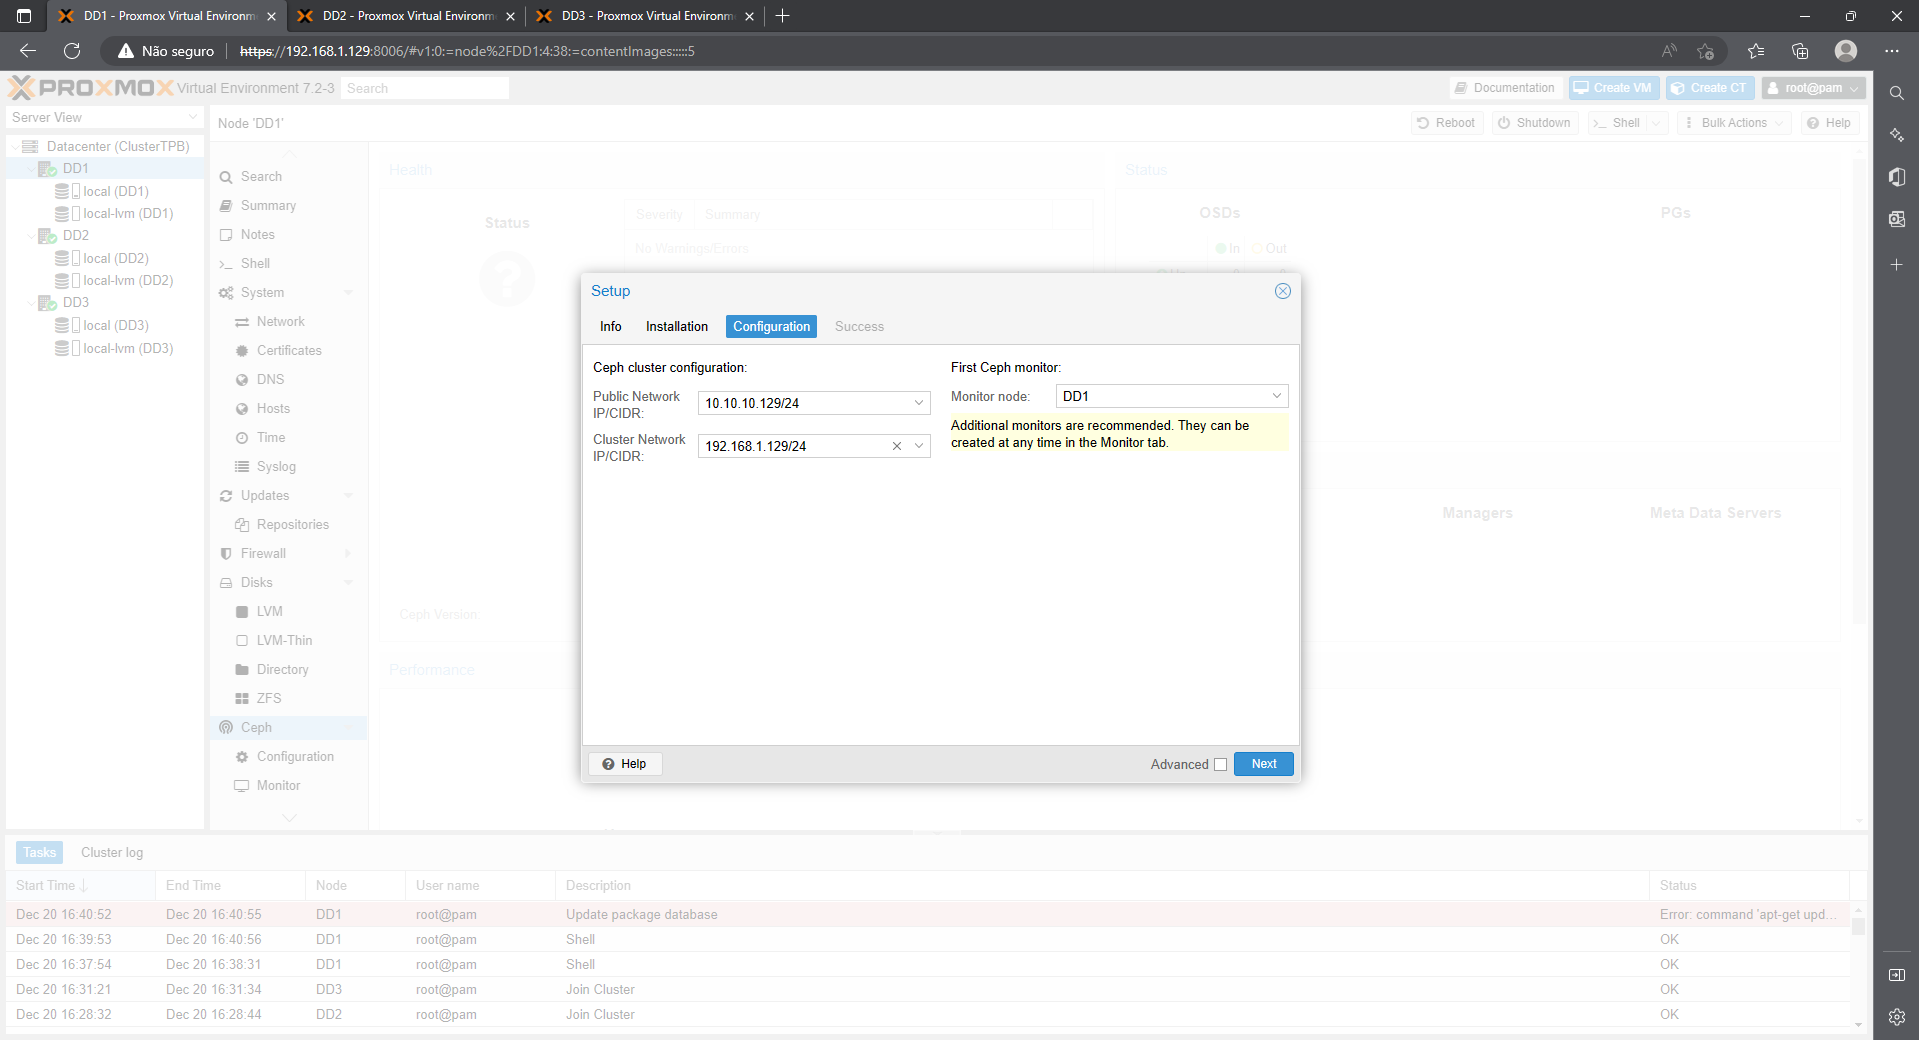 DD1 - Proxmox Virtual Environm
DD2 - Proxmox Virtual Environm
DD3 - Proxmox Virtual Environm
Não seguro
https://192.168.1.129:8006/#v1:0:=node%2FDD1:4:38:=contentImages:::::5
PROXMOX Virtual Environment 7.2-3
Search
Documentation
Create VM
Create CT
root@pam
Server View
Node 'DD1'
Reboot
Shutdown
Shell
Bulk Actions
Help
Datacenter (ClusterTPB)
DD1
local (DD1)
local-lvm (DD1)
DD2
local (DD2)
local-lvm (DD2)
DD3
local (DD3)
local-lvm (DD3)
Search
Summary
Notes
Shell
System
Network
Certificates
DNS
Hosts
Time
Syslog
Updates
Repositories
Firewall
Disks
LVM
LVM-Thin
Directory
ZFS
Ceph
Configuration
Monitor
Health
Status
Severity
Summary
No Warnings/Errors
Ceph Version:
Performance
Status
OSDs
In
Out
Up
PGs
Managers
Meta Data Servers
Setup
Info
Installation
Configuration
Success
Ceph cluster configuration:
Public Network
IP/CIDR:
10.10.10.129/24
Cluster Network
IP/CIDR:
192.168.1.129/24
First Ceph monitor:
Monitor node:
DD1
Additional monitors are recommended. They can be
created at any time in the Monitor tab.
Help
Advanced
Next
Tasks
Cluster log
Start Time
End Time
Node
User name
Description
Status
Dec 20 16:40:52 Dec 20 16:40:55 DD1 root@pam Update package database Error: command 'apt-get upd...
Dec 20 16:39:53 Dec 20 16:40:56 DD1 root@pam Shell OK
Dec 20 16:37:54 Dec 20 16:38:31 DD1 root@pam Shell OK
Dec 20 16:31:21 Dec 20 16:31:34 DD3 root@pam Join Cluster OK
Dec 20 16:28:32 Dec 20 16:28:44 DD2 root@pam Join Cluster OK